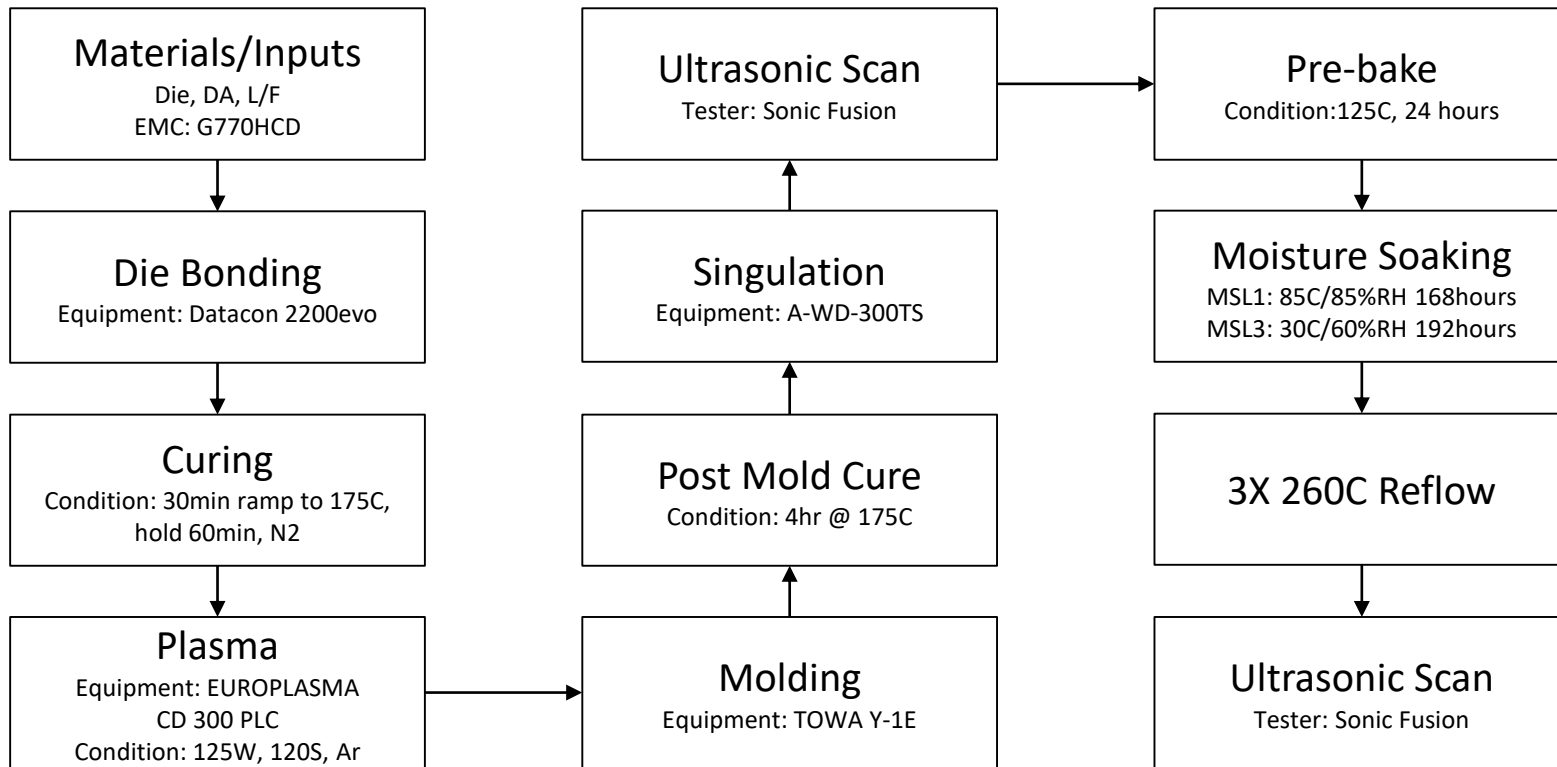 Materials/Inputs
Die, DA, L/F
EMC: G770HCD
Die Bonding
Equipment: Datacon 2200evo
Curing
Condition: 30min ramp to 175C,
hold 60min, N2
Plasma
Equipment: EUROPLASMA
CD 300 PLC
Condition: 125W, 120S, Ar
Molding
Equipment: TOWA Y-1E
Post Mold Cure
Condition: 4hr @ 175C
Singulation
Equipment: A-WD-300TS
Ultrasonic Scan
Tester: Sonic Fusion
Pre-bake
Condition:125C, 24 hours
Moisture Soaking
MSL1: 85C/85%RH 168hours
MSL3: 30C/60%RH 192hours
3X 260C Reflow
Ultrasonic Scan
Tester: Sonic Fusion